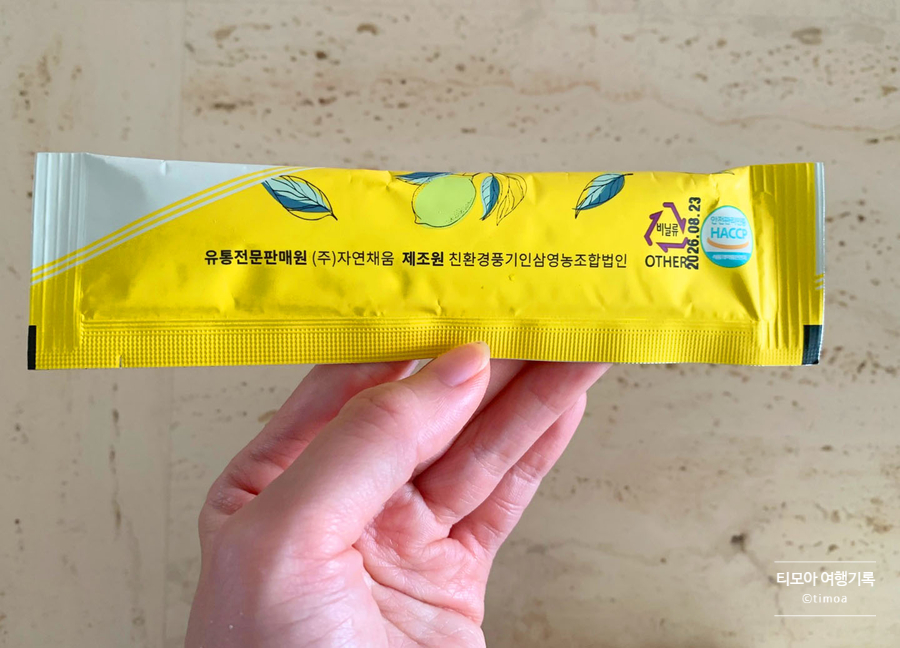 유통전문판매원 (주)자연채움 제조원 친환경풍기인삼영농조합법인
비닐류
OTHER
2026.08.23
HACCP
티모아 여행기록
©timoa